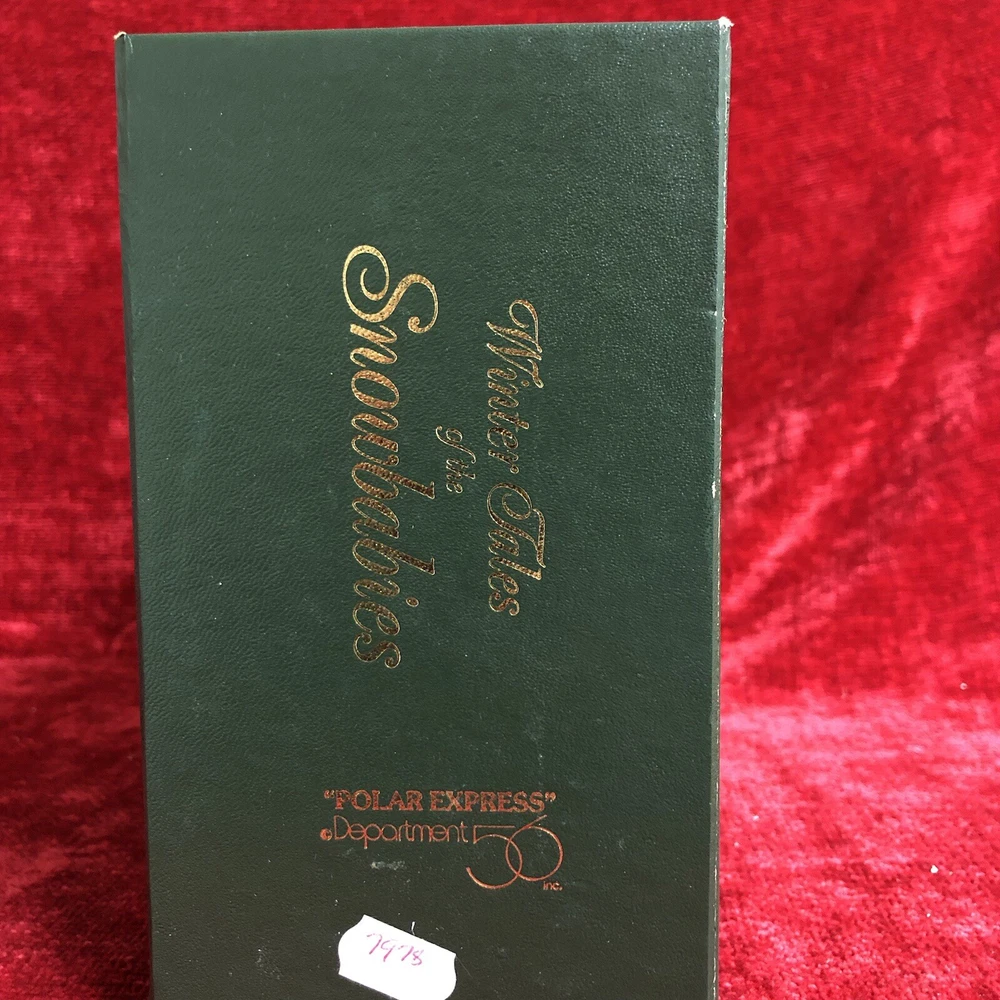 Winter Tales
of the
Snowbabies
"POLAR EXPRESS"
© Department 56
inc.
7978